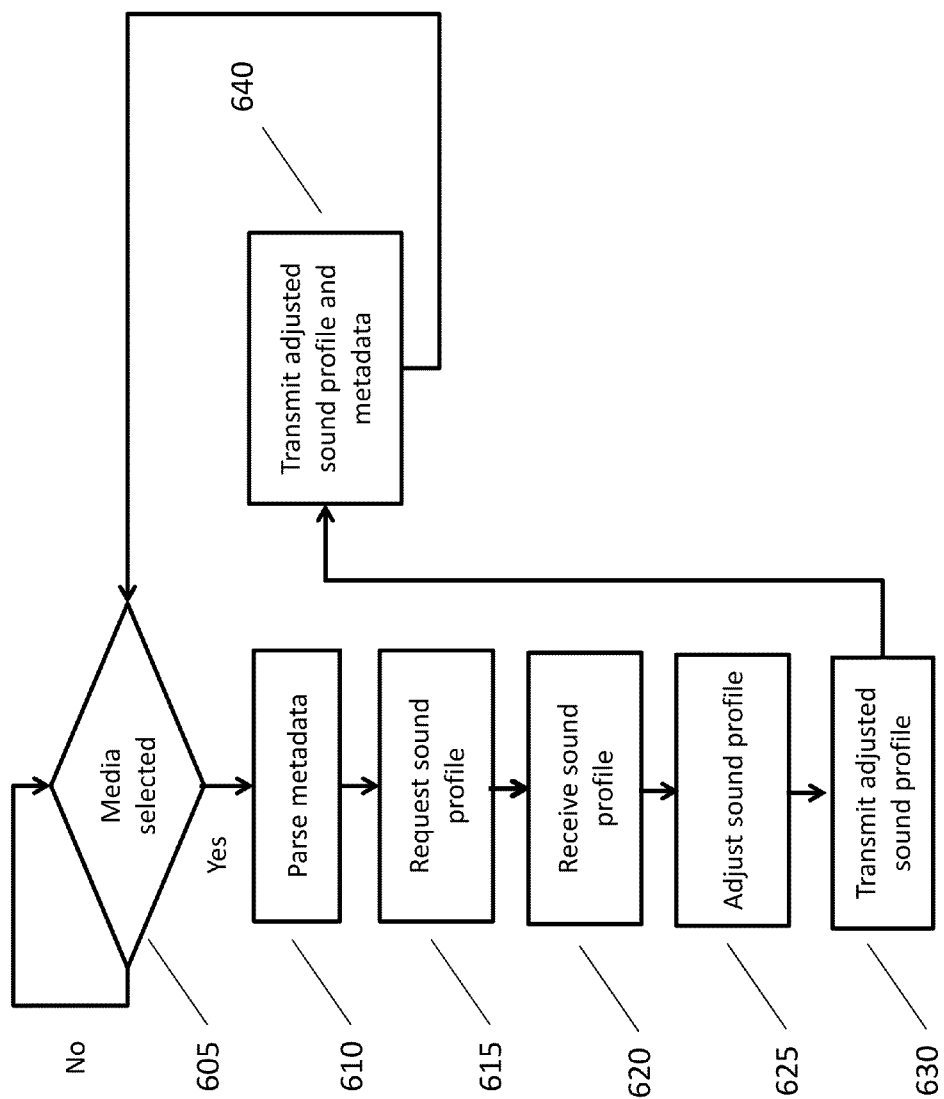 No
605
Media
selected
Yes
610
Parse metadata
615
Request sound
profile
620
Receive sound
profile
625
Adjust sound profile
630
Transmit adjusted
sound profile
640
Transmit adjusted
sound profile and
metadata